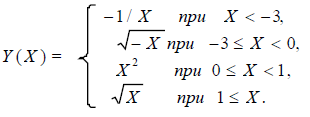 −1/ X при X < −3,
√−X при −3 ≤ X < 0,
Y(X) =
X² при 0 ≤ X < 1,
√X при 1 ≤ X.